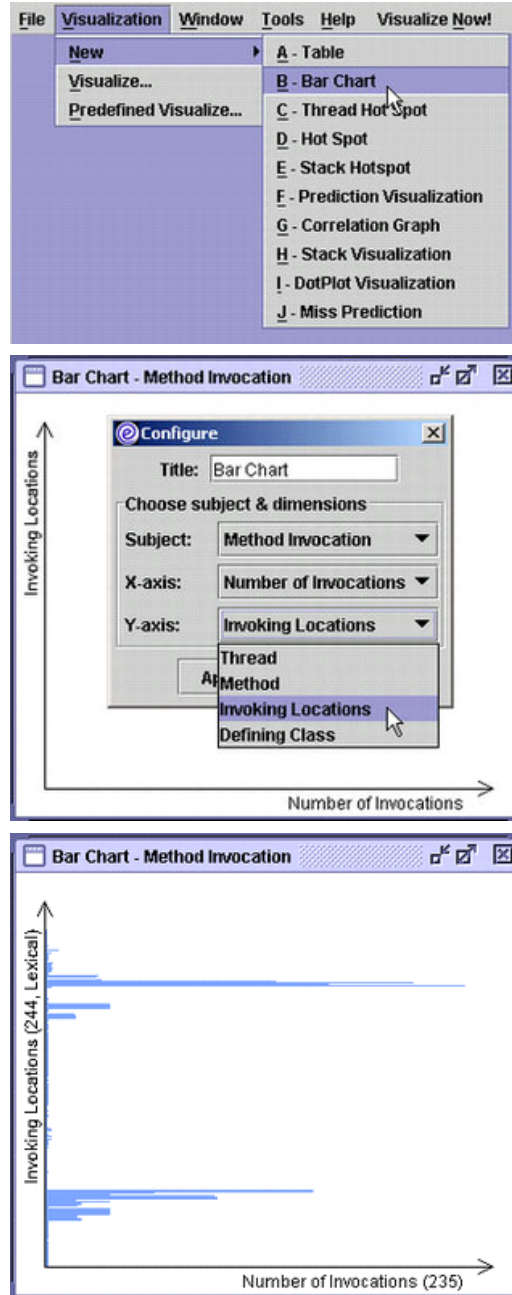 File Visualization Window Tools Help Visualize Now!
New
Visualize...
Predefined Visualize...
A - Table
B - Bar Chart
C - Thread Hot Spot
D - Hot Spot
E - Stack Hotspot
F - Prediction Visualization
G - Correlation Graph
H - Stack Visualization
I - DotPlot Visualization
J - Miss Prediction
Bar Chart - Method Invocation
Invoking Locations
Configure
Title: Bar Chart
Choose subject & dimensions
Subject: Method Invocation
X-axis: Number of Invocations
Y-axis: Invoking Locations
Thread
Method
Invoking Locations
Defining Class
Number of Invocations
Bar Chart - Method Invocation
Invoking Locations (244, Lexical)
Number of Invocations (235)